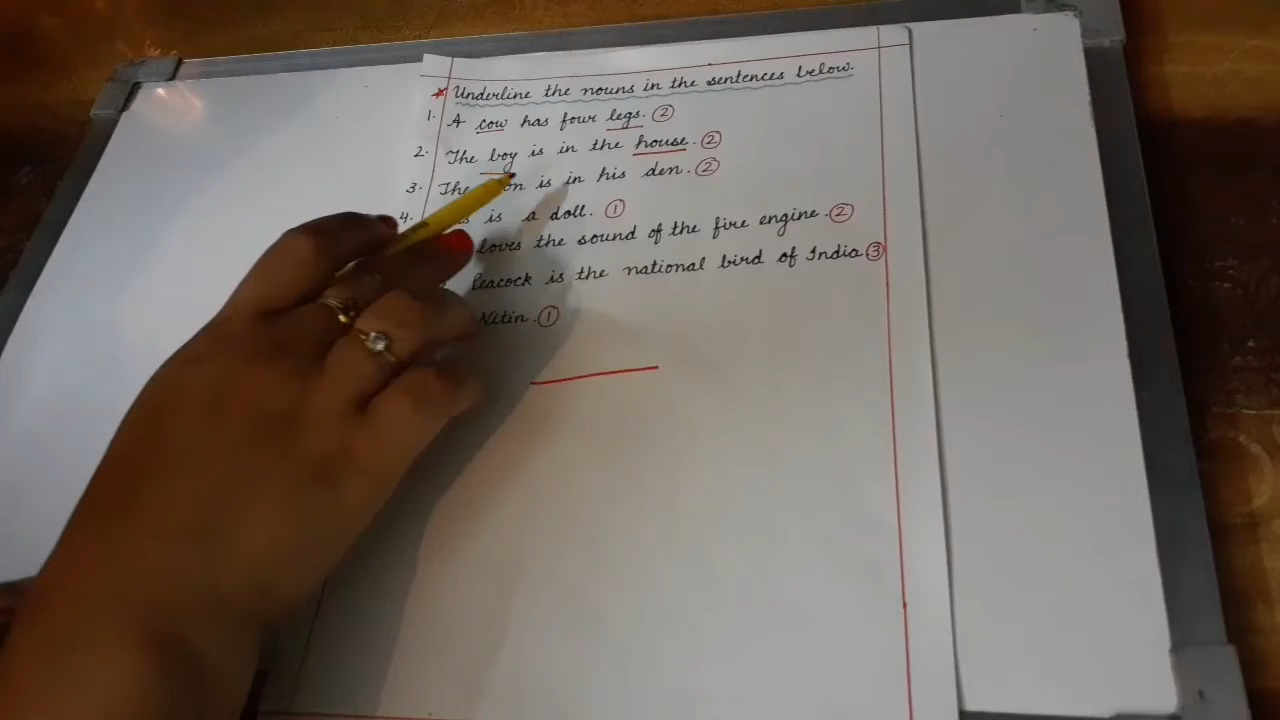 * Underline the nouns in the sentences below.
1. A cow has four legs. ②
2. The boy is in the house. ②
3. The is in his den. ②
4. is a doll. ①
loves the sound of the fire engine. ②
Peacock is the national bird of India ③
Nitin. ①